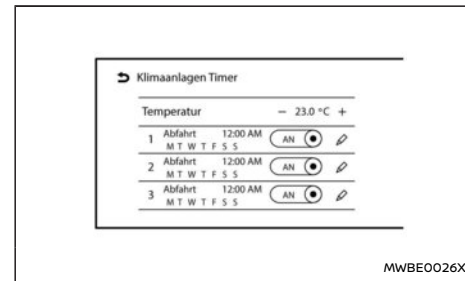 Klimaanlagen Timer
Temperatur − 23.0 °C +
1 Abfahrt 12:00 AM AN
M T W T F S S
2 Abfahrt 12:00 AM AN
M T W T F S S
3 Abfahrt 12:00 AM AN
M T W T F S S
MWBE0026X